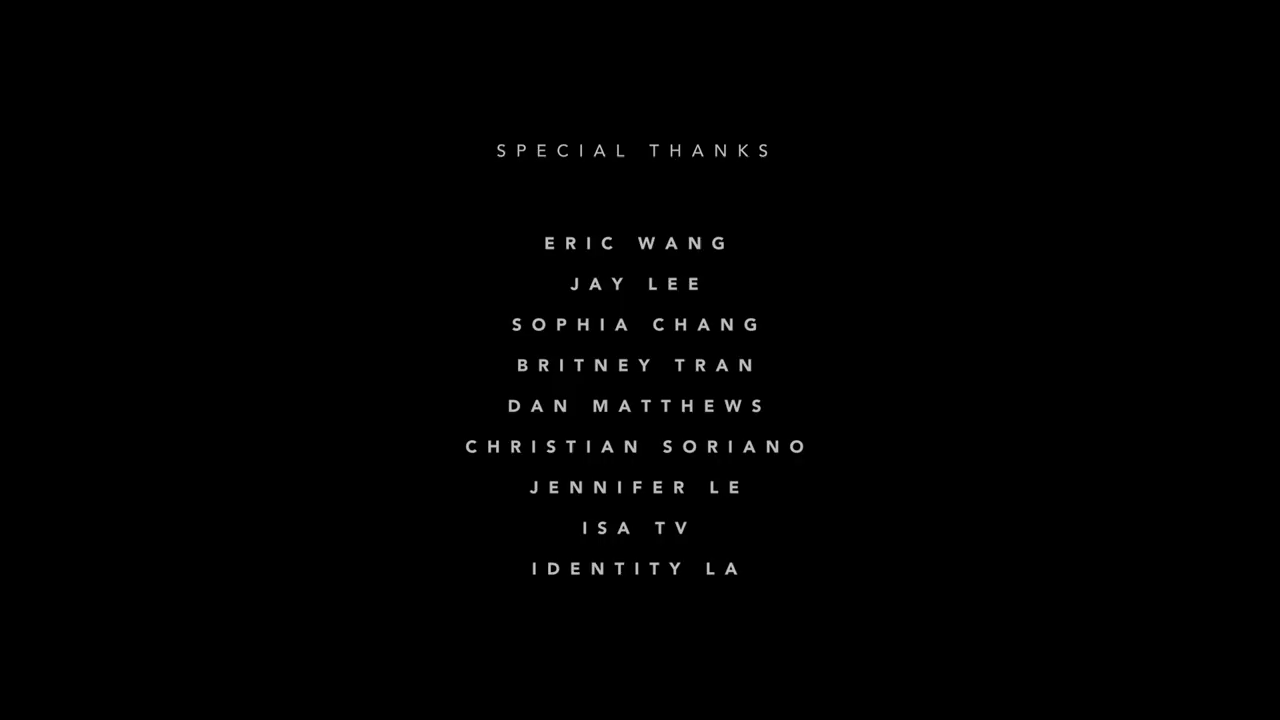 SPECIAL THANKS
ERIC WANG
JAY LEE
SOPHIA CHANG
BRITNEY TRAN
DAN MATTHEWS
CHRISTIAN SORIANO
JENNIFER LE
ISA TV
IDENTITY LA